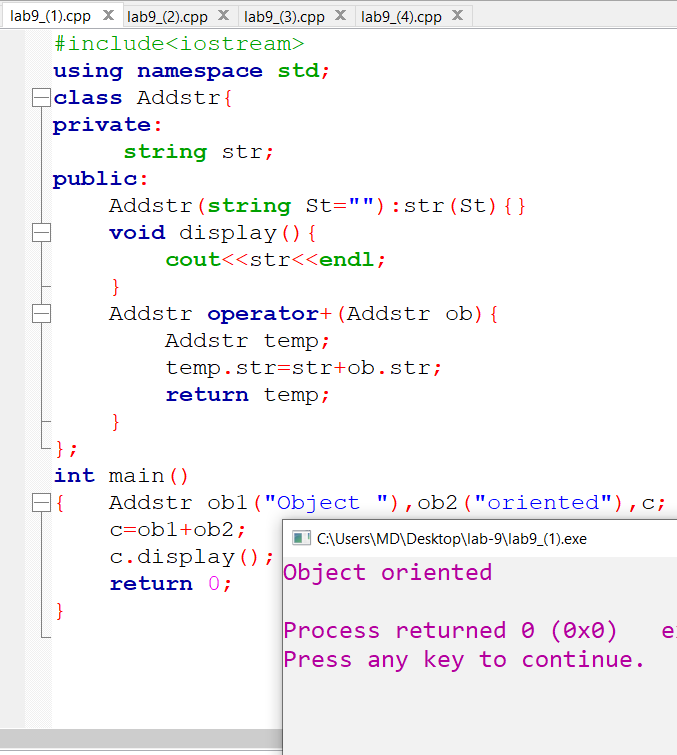 lab9_(1).cpp X lab9_(2).cpp X lab9_(3).cpp X lab9_(4).cpp X
#include<iostream>
using namespace std;
class Addstr{
private:
     string str;
public:
    Addstr(string St=""):str(St){}
    void display(){
        cout<<str<<endl;
    }
    Addstr operator+(Addstr ob){
        Addstr temp;
        temp.str=str+ob.str;
        return temp;
    }
};
int main()
{   Addstr ob1("Object "),ob2("oriented"),c;
    c=ob1+ob2;
    c.display();
    return 0;
}
C:\Users\MD\Desktop\lab-9\lab9_(1).exe
Object oriented
Process returned 0 (0x0)
Press any key to continue.